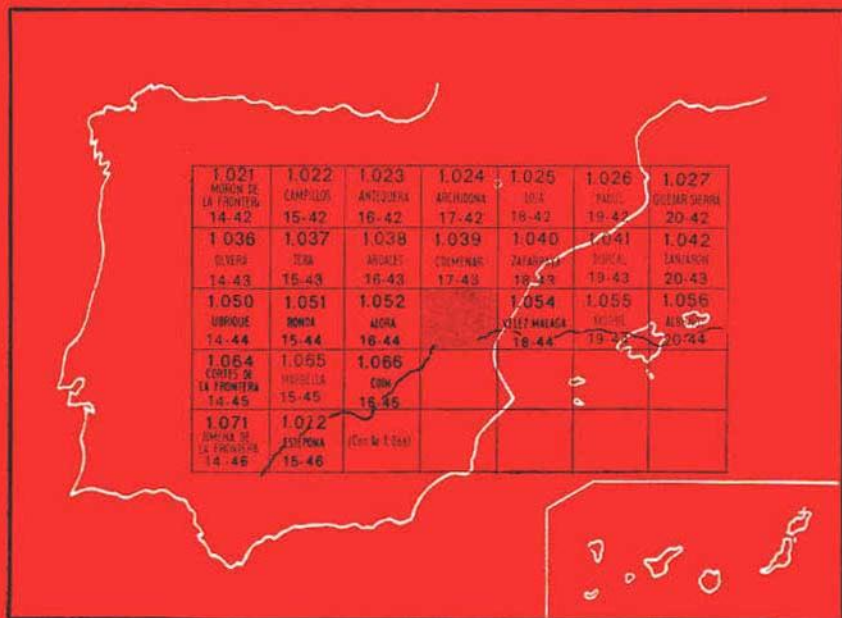 1.021 1.022 1.023 1.024 1.025 1.026 1.027
MORON DE LA FRONTERA CAMPILLOS ANTEQUERA ARCHIDONA LOJA PADUL GUEJAR SIERRA
14-42 15-42 16-42 17-42 18-42 19-42 20-42
1.036 1.037 1.038 1.039 1.040 1.041 1.042
OLVERA TEBA ARDALES COLMENAR ZAFARRAYA DURCAL LANJARON
14-43 15-43 16-43 17-43 18-43 19-43 20-43
1.050 1.051 1.052 1.054 1.055 1.056
UBRIQUE RONDA ALORA VELEZ-MALAGA
14-44 15-44 16-44 18-44 20-44
1.064 1.065 1.066
CORTES DE LA FRONTERA MARBELLA COIN
14-45 15-45 16-45
1.071
JIMENA DE LA FRONTERA ESTEPONA
14-46 15-46